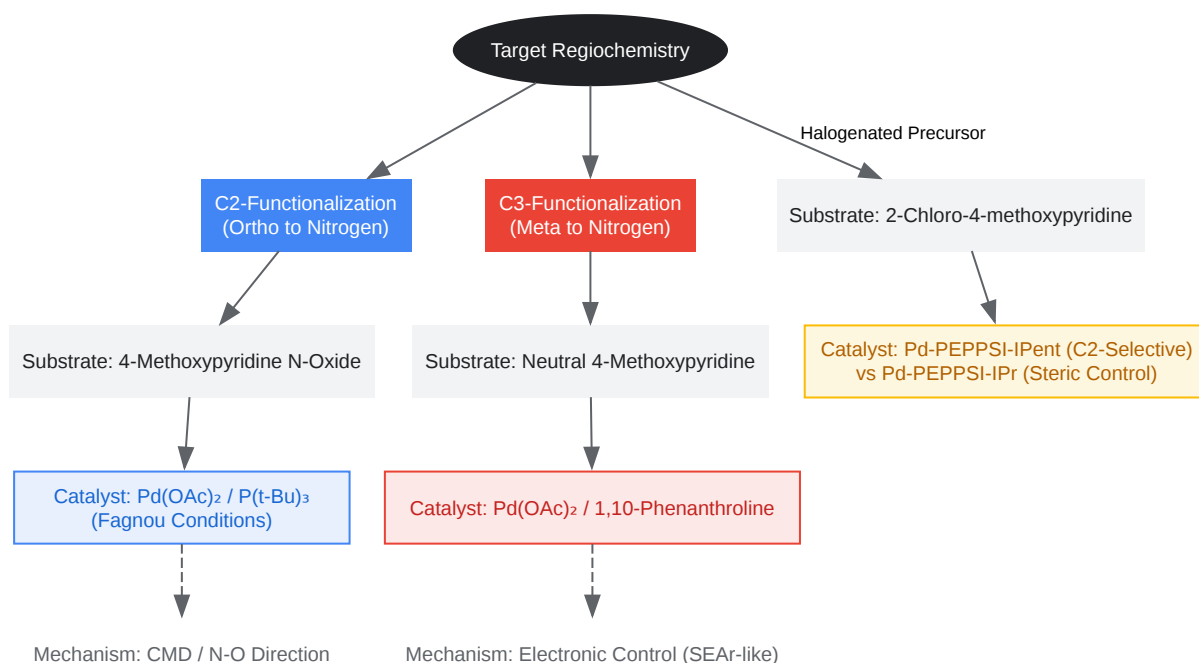 Target Regiochemistry
Halogenated Precursor
C2-Functionalization
(Ortho to Nitrogen)
C3-Functionalization
(Meta to Nitrogen)
Substrate: 2-Chloro-4-methoxypyridine
Substrate: 4-Methoxypyridine N-Oxide
Substrate: Neutral 4-Methoxypyridine
Catalyst: Pd-PEPPSI-IPent (C2-Selective)
vs Pd-PEPPSI-IPr (Steric Control)
Catalyst: Pd(OAc)₂ / P(t-Bu)₃
(Fagnou Conditions)
Catalyst: Pd(OAc)₂ / 1,10-Phenanthroline
Mechanism: CMD / N-O Direction
Mechanism: Electronic Control (SEAr-like)